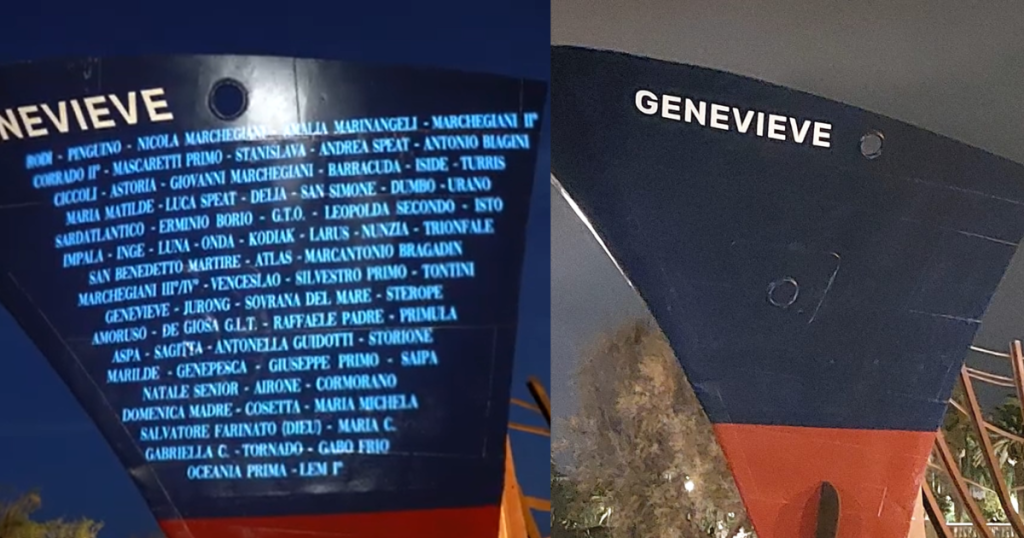 NEVIEVE
RODI - PINGUINO - NICOLA MARCHEGIANI - AMALIA MARINANGELI - MARCHEGIANI II°
CORRADO II° - MASCARETTI PRIMO - STANISLAVA - ANDREA SPEAT - ANTONIO BIAGINI
CICCOLI - ASTORIA - GIOVANNI MARCHEGIANI - BARRACUDA - ISIDE - TURRIS
MARIA MATILDE - LUCA SPEAT - DELIA - SAN SIMONE - DUMBO - URANO
SARDATLANTICO - ERMINIO BORIO - G.T.O. - LEOPOLDA SECONDO - ISTO
IMPALA - INGE - LUNA - ONDA - KODIAK - LARUS - NUNZIA - TRIONFALE
SAN BENEDETTO MARTIRE - ATLAS - MARCANTONIO BRAGADIN
MARCHEGIANI III°/IV° - VENCESLAO - SILVESTRO PRIMO - TONTINI
GENEVIEVE - JURONG - SOVRANA DEL MARE - STEROPE
AMORUSO - DE GIOSA G.L.T. - RAFFAELE PADRE - PRIMULA
ASPA - SAGITTA - ANTONELLA GUIDOTTI - STORIONE
MARILDE - GENEPESCA - GIUSEPPE PRIMO - SAIPA
NATALE SENIOR - AIRONE - CORMORANO
DOMENICA MADRE - COSETTA - MARIA MICHELA
SALVATORE FARINATO (DIEU) - MARIA C.
GABRIELLA C. - TORNADO - GABO FRIO
OCEANIA PRIMA - LEM I°
GENEVIEVE